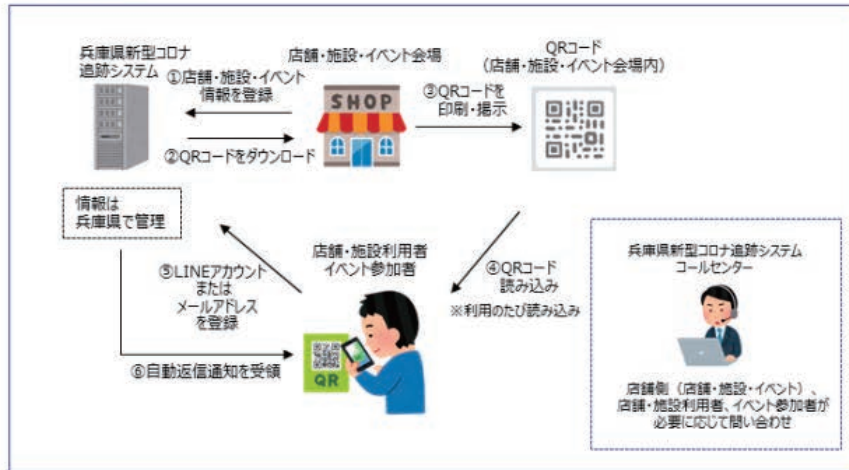 兵庫県新型コロナ
追跡システム
①店舗・施設・イベント
情報を登録
②QRコードをダウンロード
店舗・施設・イベント会場
SHOP
③QRコードを
印刷・掲示
QRコード
(店舗・施設・イベント会場内)
情報は
兵庫県で管理
⑤LINEアカウント
または
メールアドレス
を登録
⑥自動返信通知を受領
店舗・施設利用者
イベント参加者
QR
④QRコード
読み込み
※利用のたび読み込み
兵庫県新型コロナ追跡システム
コールセンター
店舗側(店舗・施設・イベント)、
店舗・施設利用者、イベント参加者が
必要に応じて問い合わせ